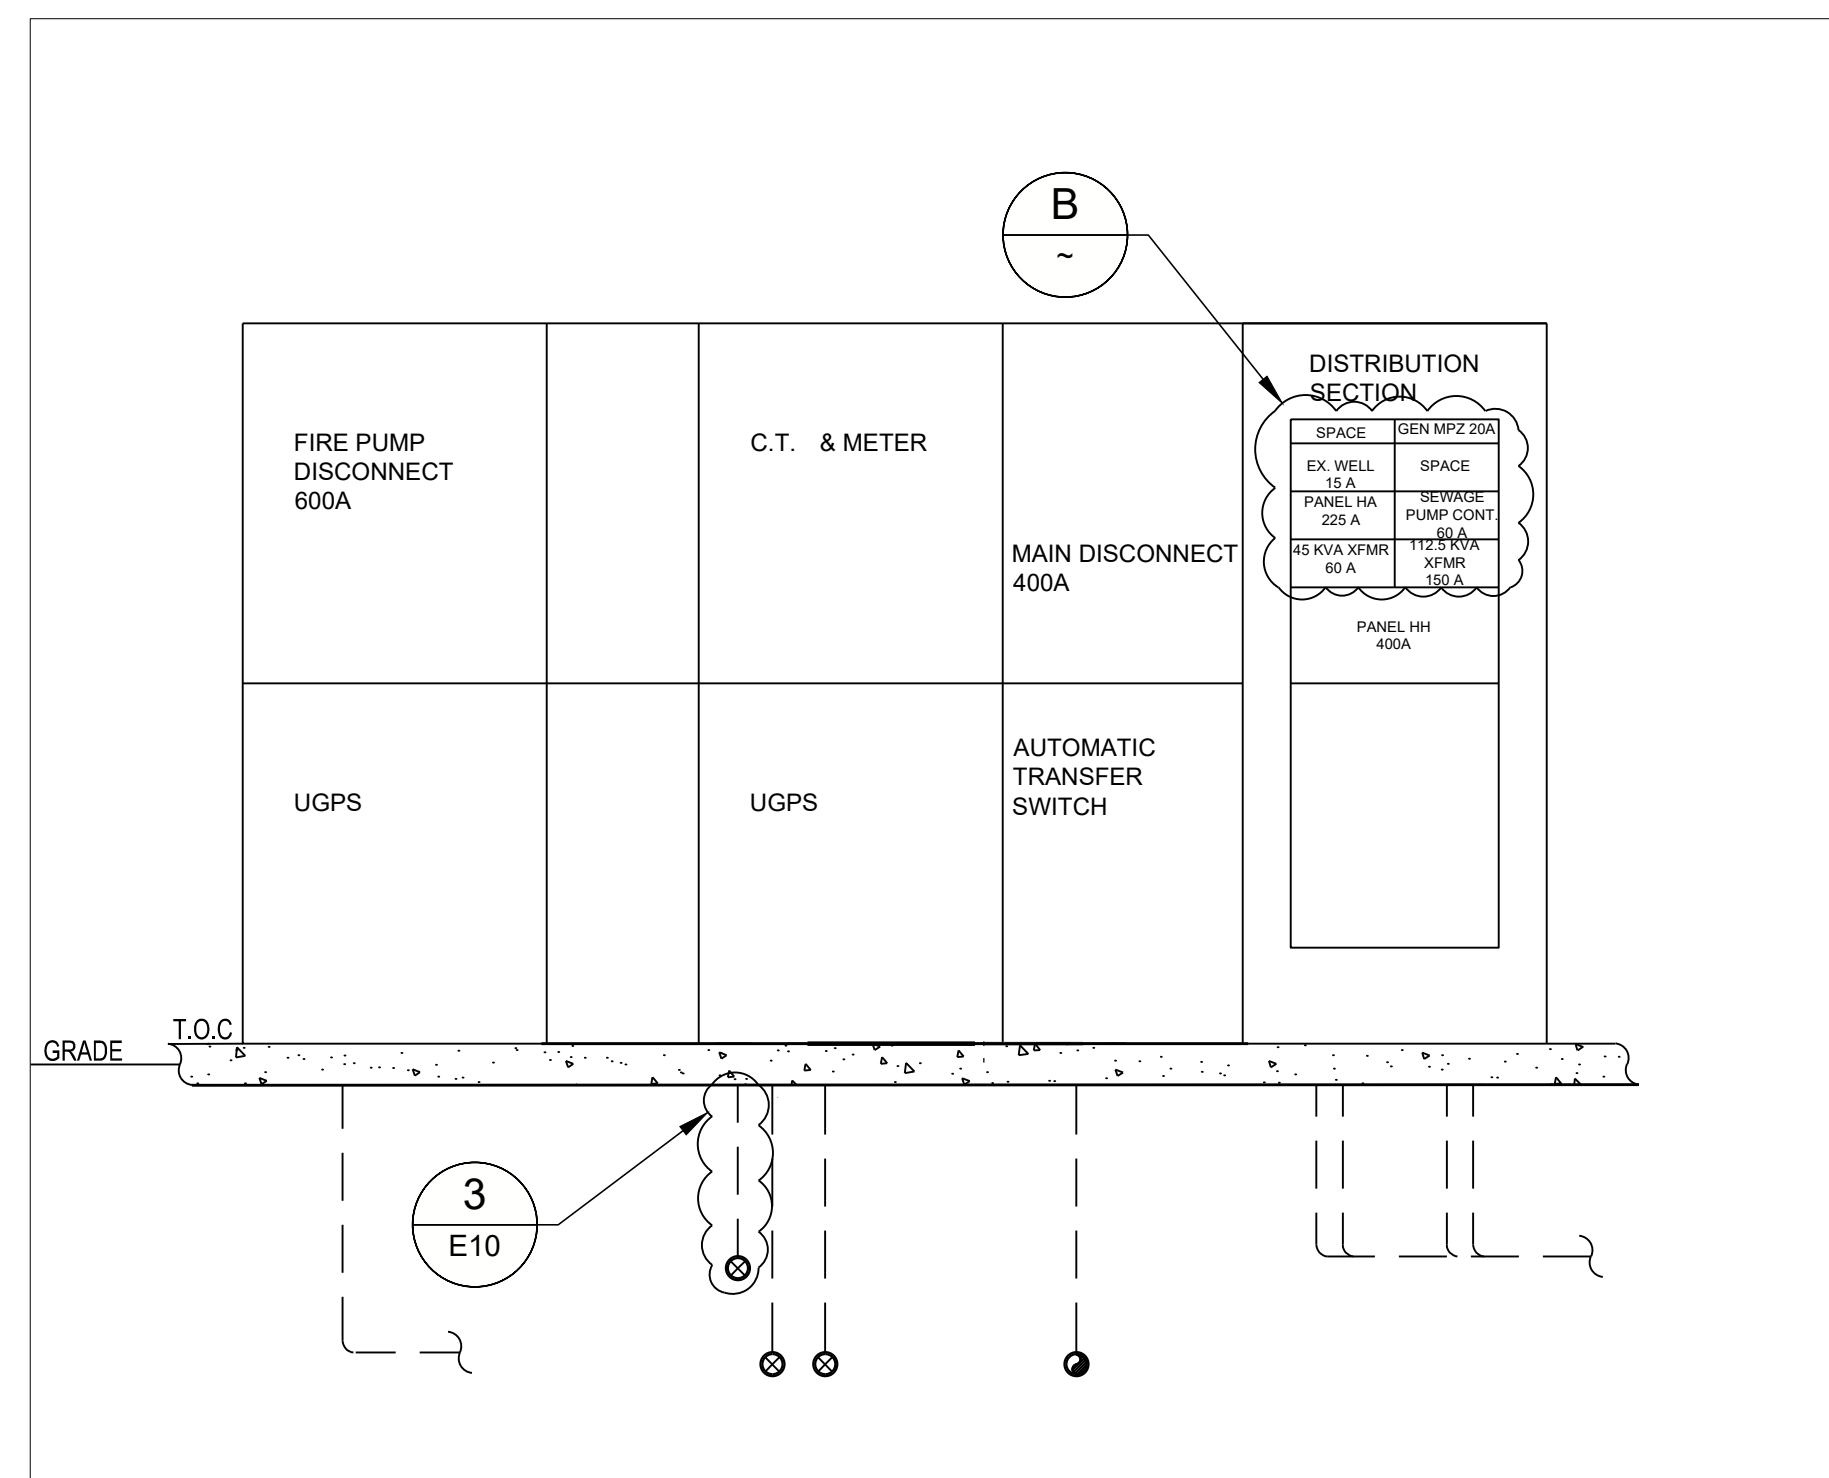 B
~
DISTRIBUTION
SECTION
FIRE PUMP
DISCONNECT
600A
C.T. & METER
MAIN DISCONNECT
400A
SPACE
GEN MPZ 20A
EX. WELL
15 A
SPACE
PANEL HA
225 A
SEWAGE
PUMP CONT.
60 A
45 KVA XFMR
60 A
112.5 KVA
XFMR
150 A
PANEL HH
400A
UGPS
UGPS
AUTOMATIC
TRANSFER
SWITCH
T.O.C
GRADE
3
E10